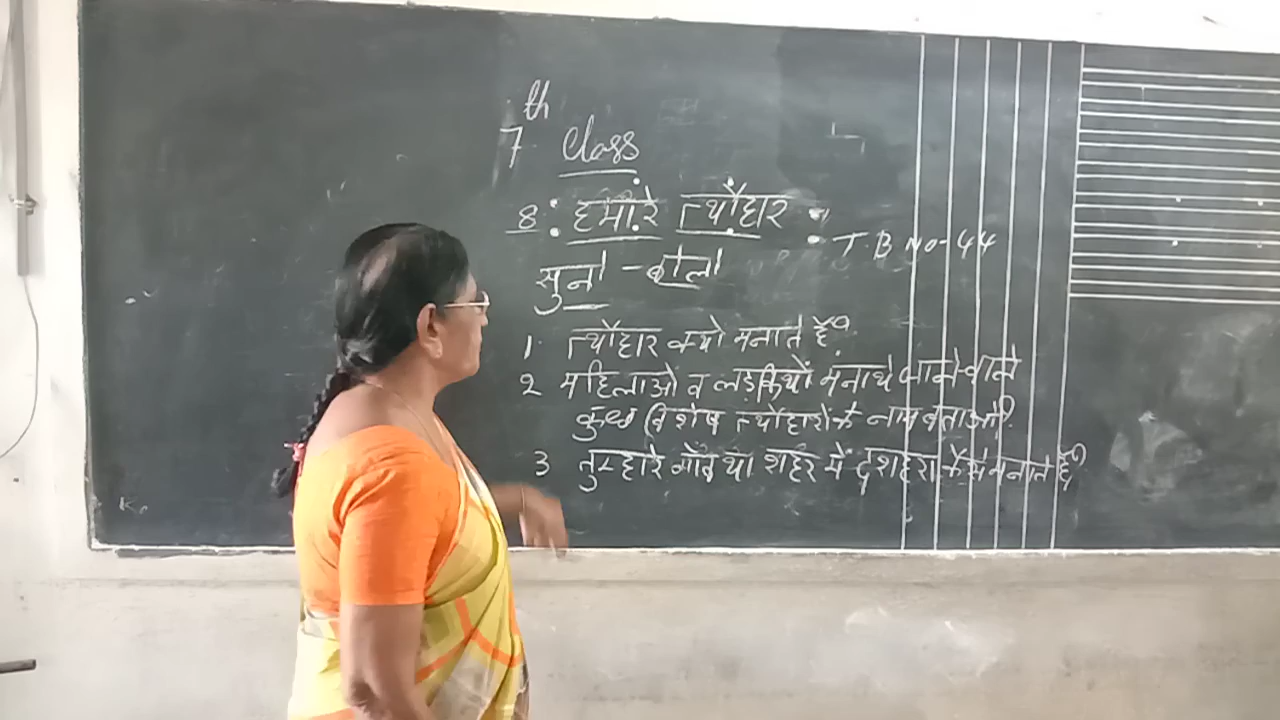 7th Class
8: हमारे त्यौहार :
T.B no-44
सुनो - बोलो
1. त्यौहार क्यो मनाते हैं?
2 महिलाओ व लड़कियों मनाये जाने वाले
कुछ विशेष त्यौहारो के नाम बताओ।
3 तुम्हारे गाँव या शहर में दशहरा कैसे मनाते हैं?